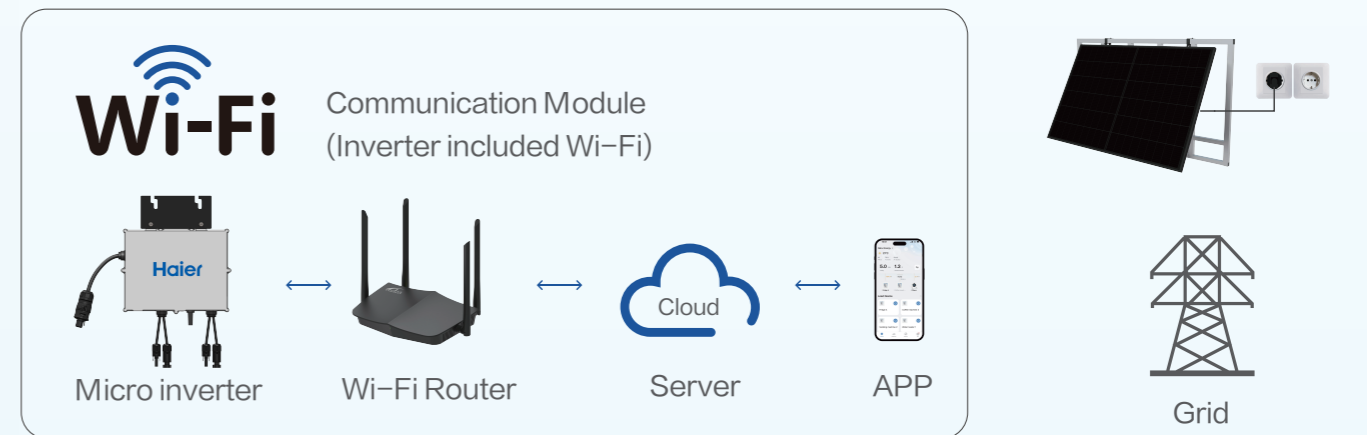 Wi-Fi
Communication Module
(Inverter included Wi-Fi)
Haier
Cloud
Micro inverter
Wi-Fi Router
Server
APP
Grid